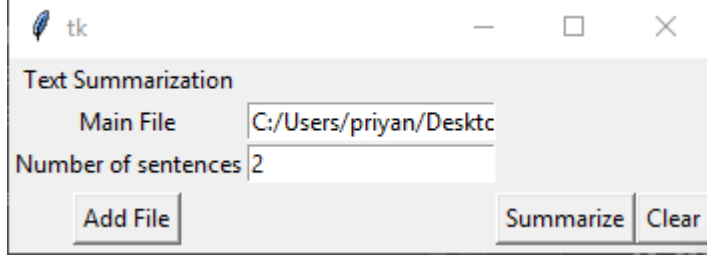 tk
Text Summarization
Main File C:/Users/priyan/Deskto
Number of sentences 2
Add File Summarize Clear